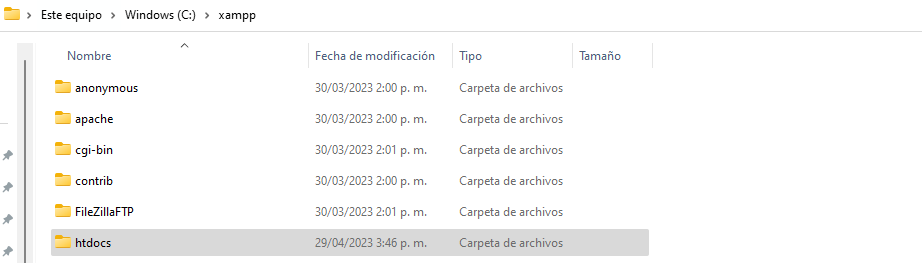 Este equipo > Windows (C:) > xampp
Nombre Fecha de modificación Tipo Tamaño
anonymous 30/03/2023 2:00 p. m. Carpeta de archivos
apache 30/03/2023 2:00 p. m. Carpeta de archivos
cgi-bin 30/03/2023 2:01 p. m. Carpeta de archivos
contrib 30/03/2023 2:00 p. m. Carpeta de archivos
FileZillaFTP 30/03/2023 2:01 p. m. Carpeta de archivos
htdocs 29/04/2023 3:46 p. m. Carpeta de archivos